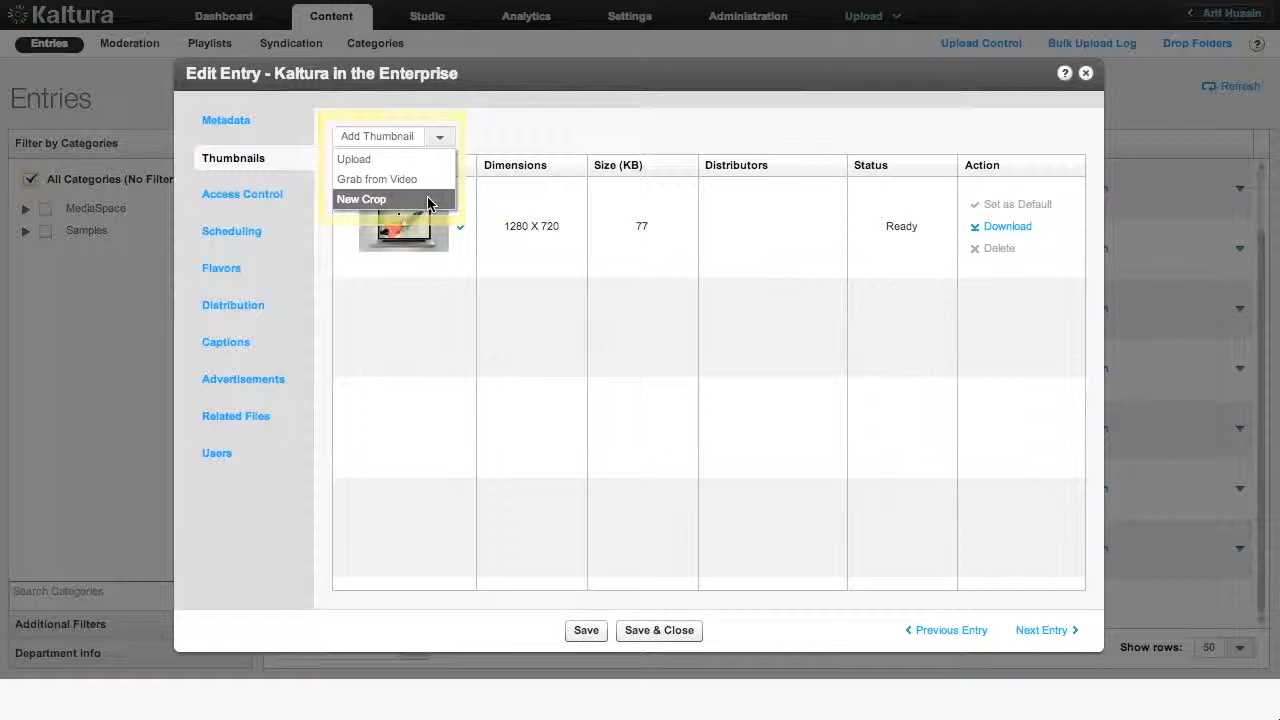 Kaltura Dashboard Content Studio Analytics Settings Administration Upload Arif Husain
Entries Moderation Playlists Syndication Categories Upload Control Bulk Upload Log Drop Folders ?
Edit Entry - Kaltura in the Enterprise ?
Entries
Refresh
Filter by Categories
All Categories (No Filter
MediaSpace
Samples
Search Categories
Additional Filters
Department Info
Metadata
Thumbnails
Access Control
Scheduling
Flavors
Distribution
Captions
Advertisements
Related Files
Users
Add Thumbnail
Upload
Grab from Video
New Crop
Dimensions Size (KB) Distributors Status Action
1280 X 720 77 Ready
Set as Default
Download
Delete
Save Save & Close Previous Entry Next Entry
Show rows: 50